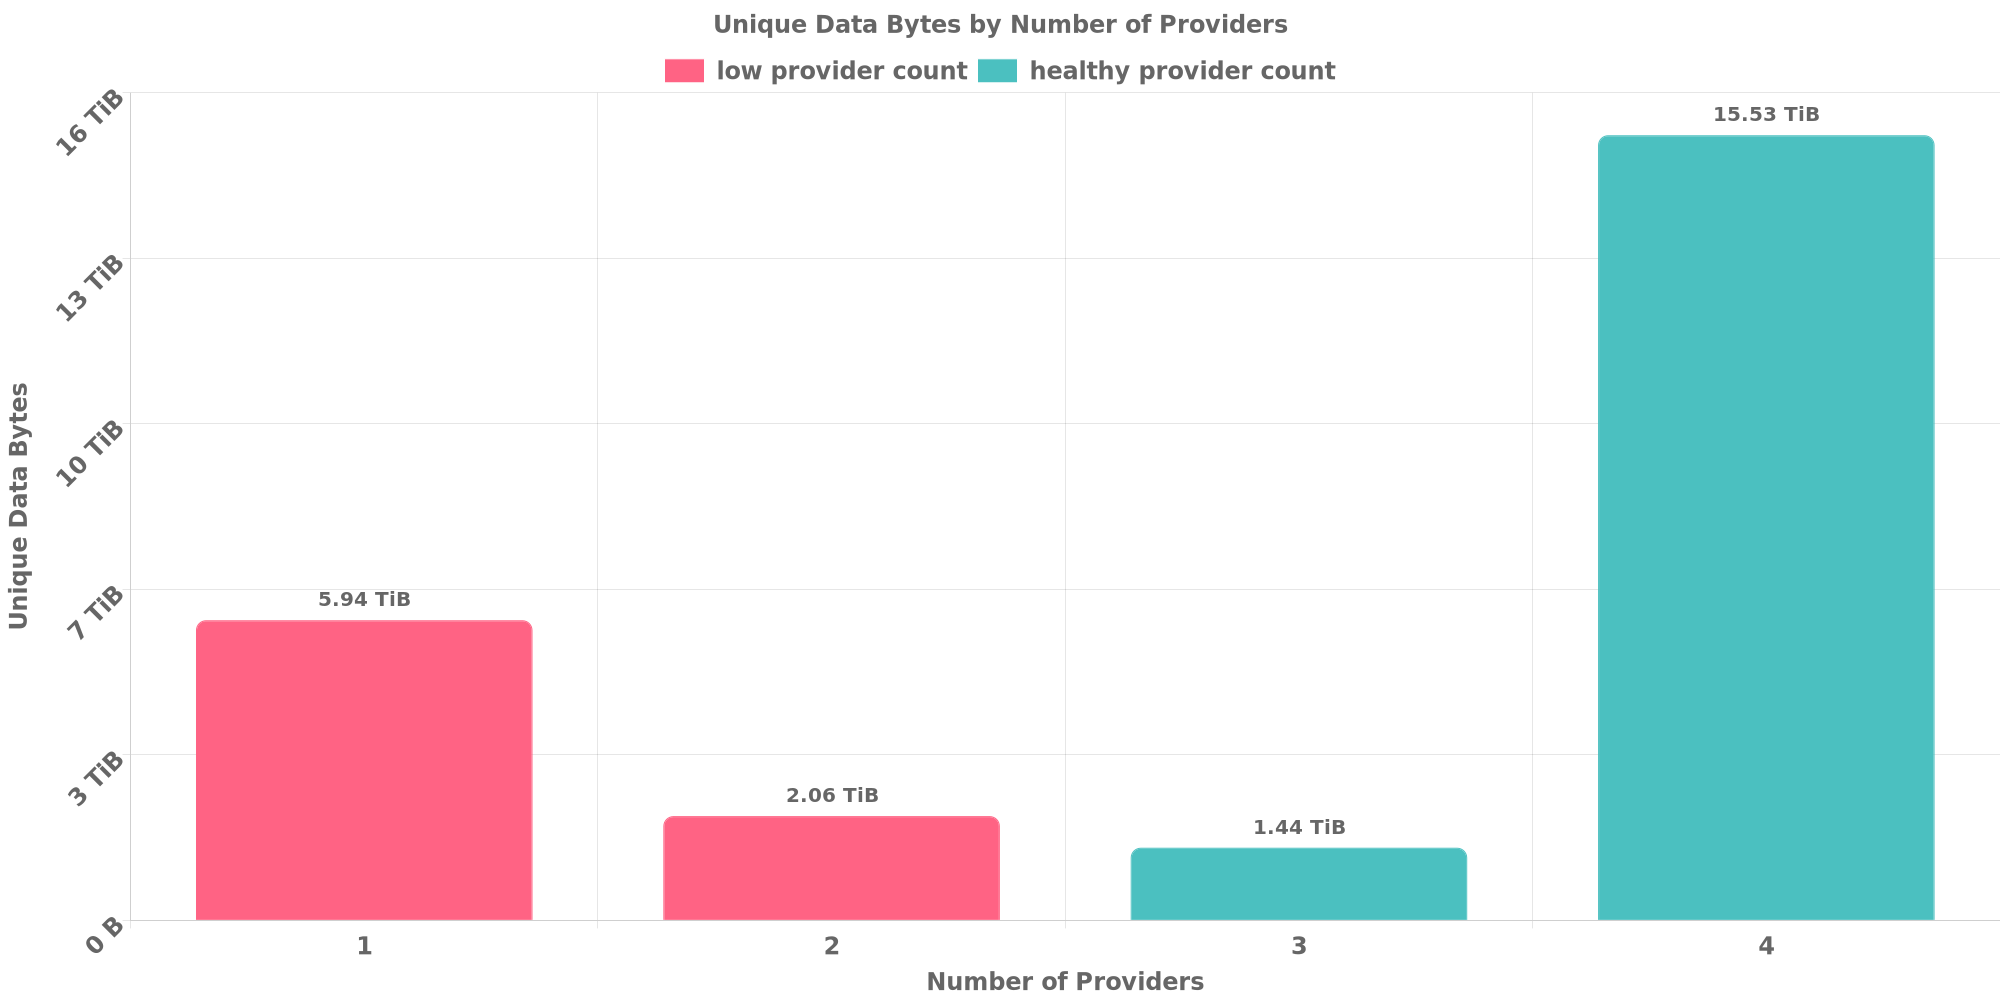 Unique Data Bytes by Number of Providers
low provider count healthy provider count
16 TiB
13 TiB
10 TiB
7 TiB
3 TiB
0 B
Unique Data Bytes
5.94 TiB
2.06 TiB
1.44 TiB
15.53 TiB
1 2 3 4
Number of Providers